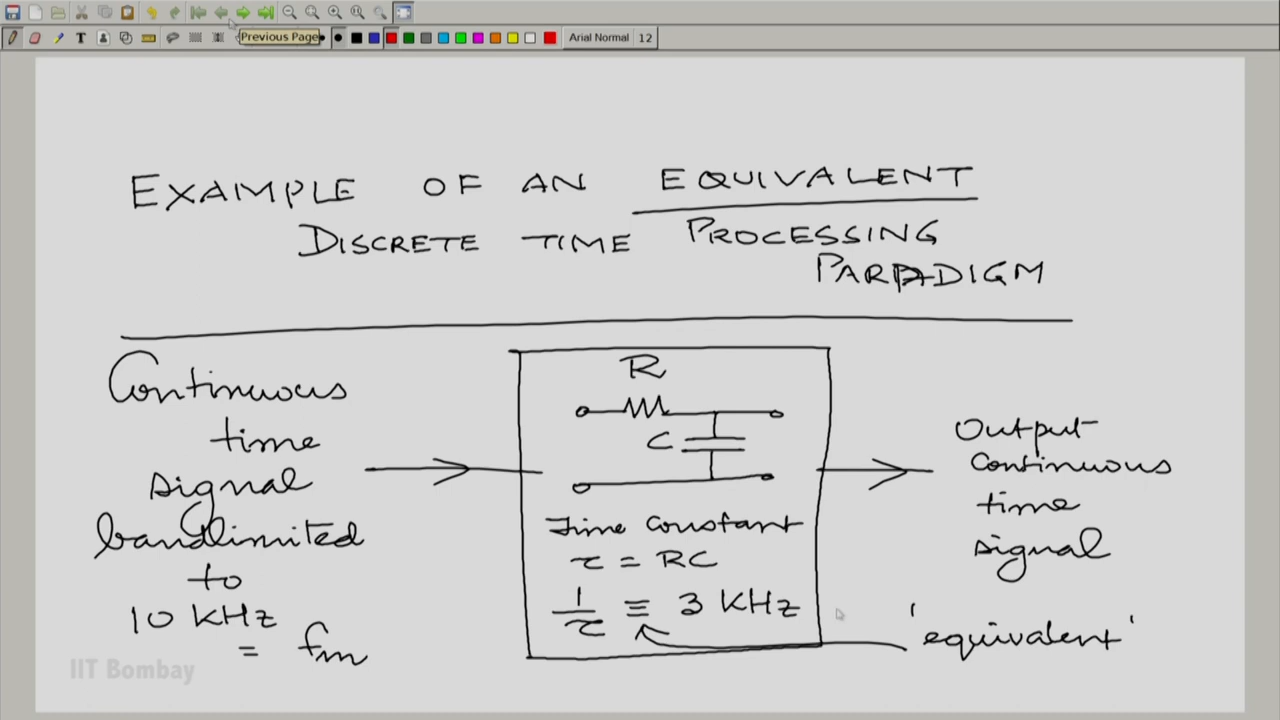 Previous Page
Arial Normal 12
EXAMPLE OF AN EQUIVALENT
DISCRETE TIME PROCESSING
PARADIGM
Continuous
time
signal
bandlimited
to
10 KHz
= fm
R
C
Time constant
τ = RC
1/τ ≡ 3 KHz
Output
continuous
time
signal
'equivalent'
IIT Bombay